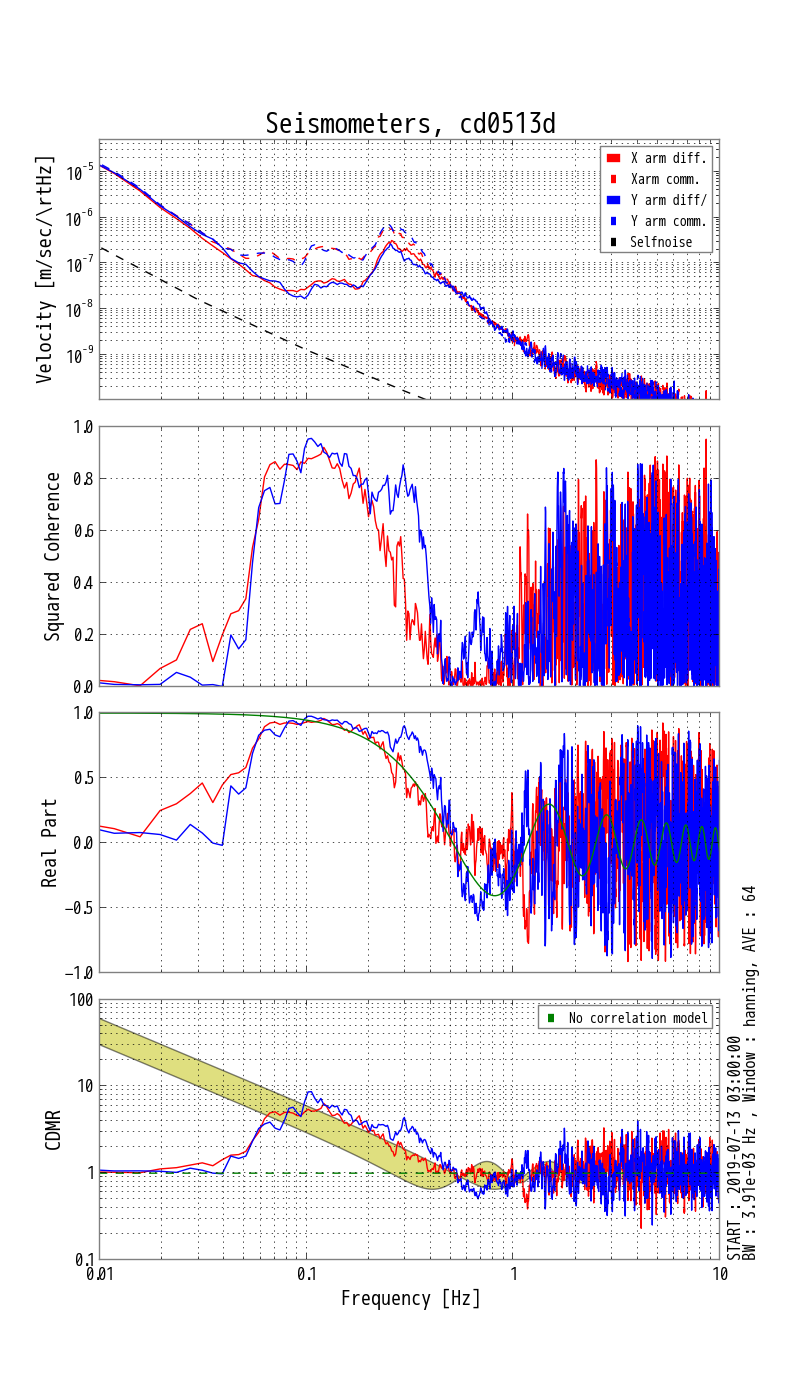 Seismometers, cd0513d
Velocity [m/sec/\rtHz]
10-5
10-6
10-7
10-8
10-9
X arm diff.
Xarm comm.
Y arm diff/
Y arm comm.
Selfnoise
Squared Coherence
1.0
0.8
0.6
0.4
0.2
0.0
Real Part
1.0
0.5
0.0
−0.5
−1.0
CDMR
100
10
1
0.1
No correlation model
0.01
0.1
1
10
Frequency [Hz]
START : 2019-07-13 03:00:00
BW : 3.91e-03 Hz , Window : hanning, AVE : 64